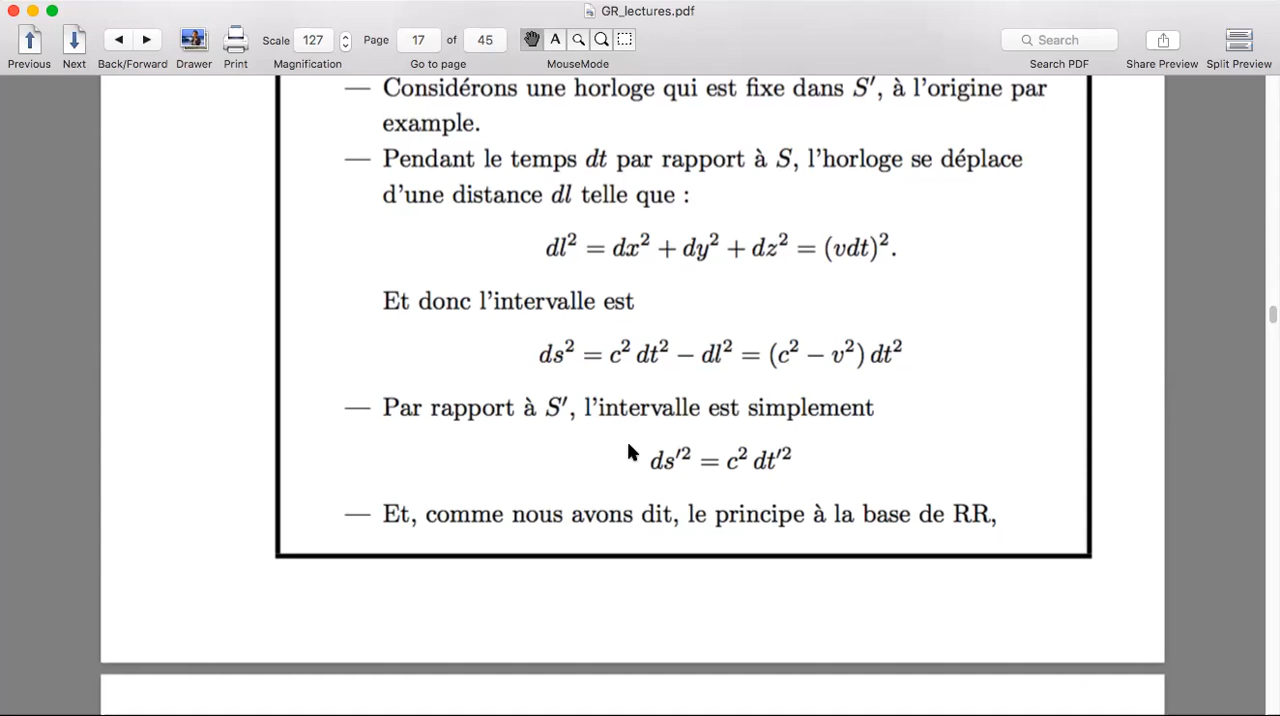 GR_lectures.pdf
Scale 127 Page 17 of 45 Search
Previous Next Back/Forward Drawer Print Magnification Go to page MouseMode Search PDF Share Preview Split Preview
— Considérons une horloge qui est fixe dans S′, à l'origine par
exemple.
— Pendant le temps dt par rapport à S, l'horloge se déplace
d'une distance dl telle que :
dl² = dx² + dy² + dz² = (vdt)².
Et donc l'intervalle est
ds² = c² dt² − dl² = (c² − v²) dt²
— Par rapport à S′, l'intervalle est simplement
ds′² = c² dt′²
— Et, comme nous avons dit, le principe à la base de RR,